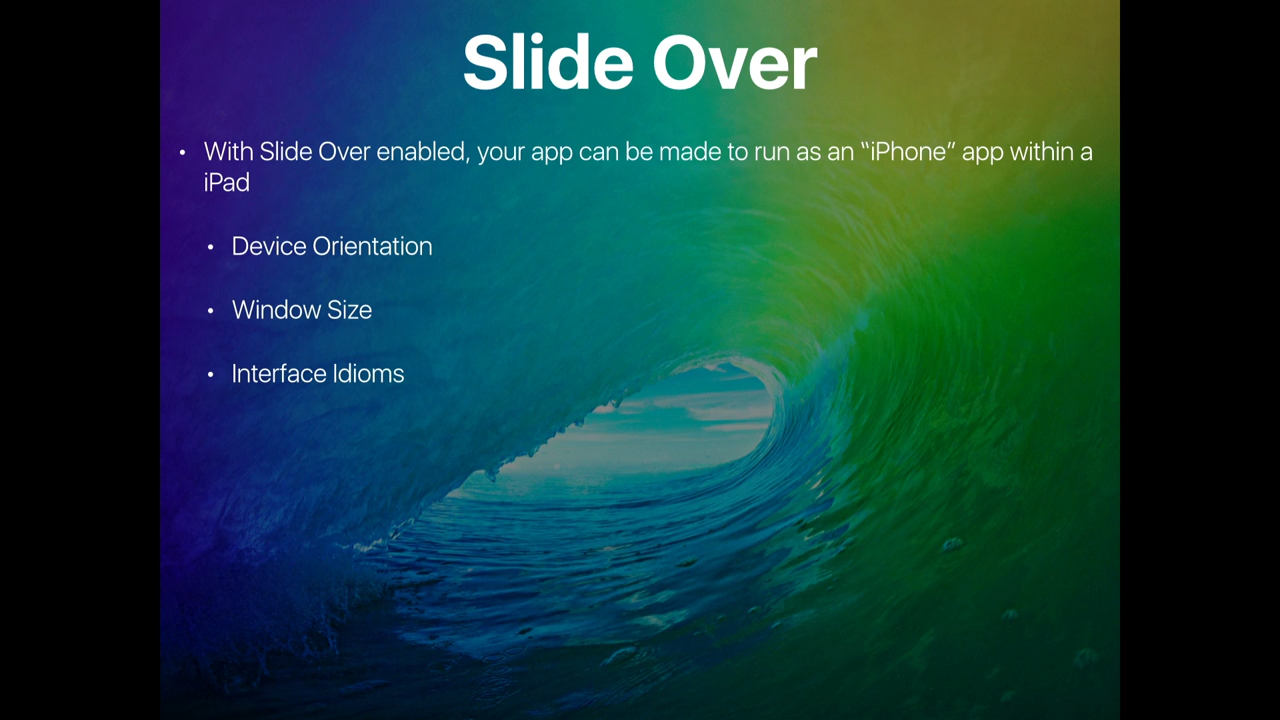 Slide Over
• With Slide Over enabled, your app can be made to run as an “iPhone” app within a
iPad
• Device Orientation
• Window Size
• Interface Idioms